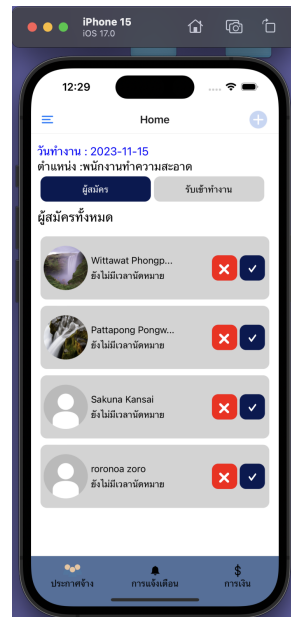 iPhone 15
iOS 17.0
12:29
Home
วันทำงาน : 2023-11-15
ตำแหน่ง :พนักงานทำความสะอาด
ผู้สมัคร รับเข้าทำงาน
ผู้สมัครทั้งหมด
Wittawat Phongp...
ยังไม่มีเวลานัดหมาย
Pattapong Pongw...
ยังไม่มีเวลานัดหมาย
Sakuna Kansai
ยังไม่มีเวลานัดหมาย
roronoa zoro
ยังไม่มีเวลานัดหมาย
ประกาศจ้าง การแจ้งเตือน การเงิน